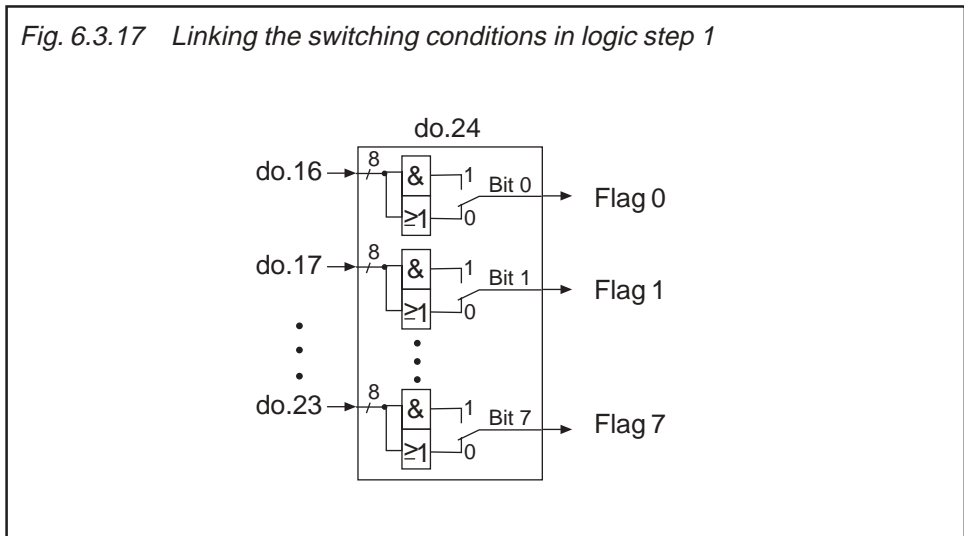 Fig. 6.3.17 Linking the switching conditions in logic step 1
do.24
do.16 8 & 1 Bit 0 Flag 0
≥1 0
do.17 8 & 1 Bit 1 Flag 1
≥1 0
do.23 8 & 1 Bit 7 Flag 7
≥1 0